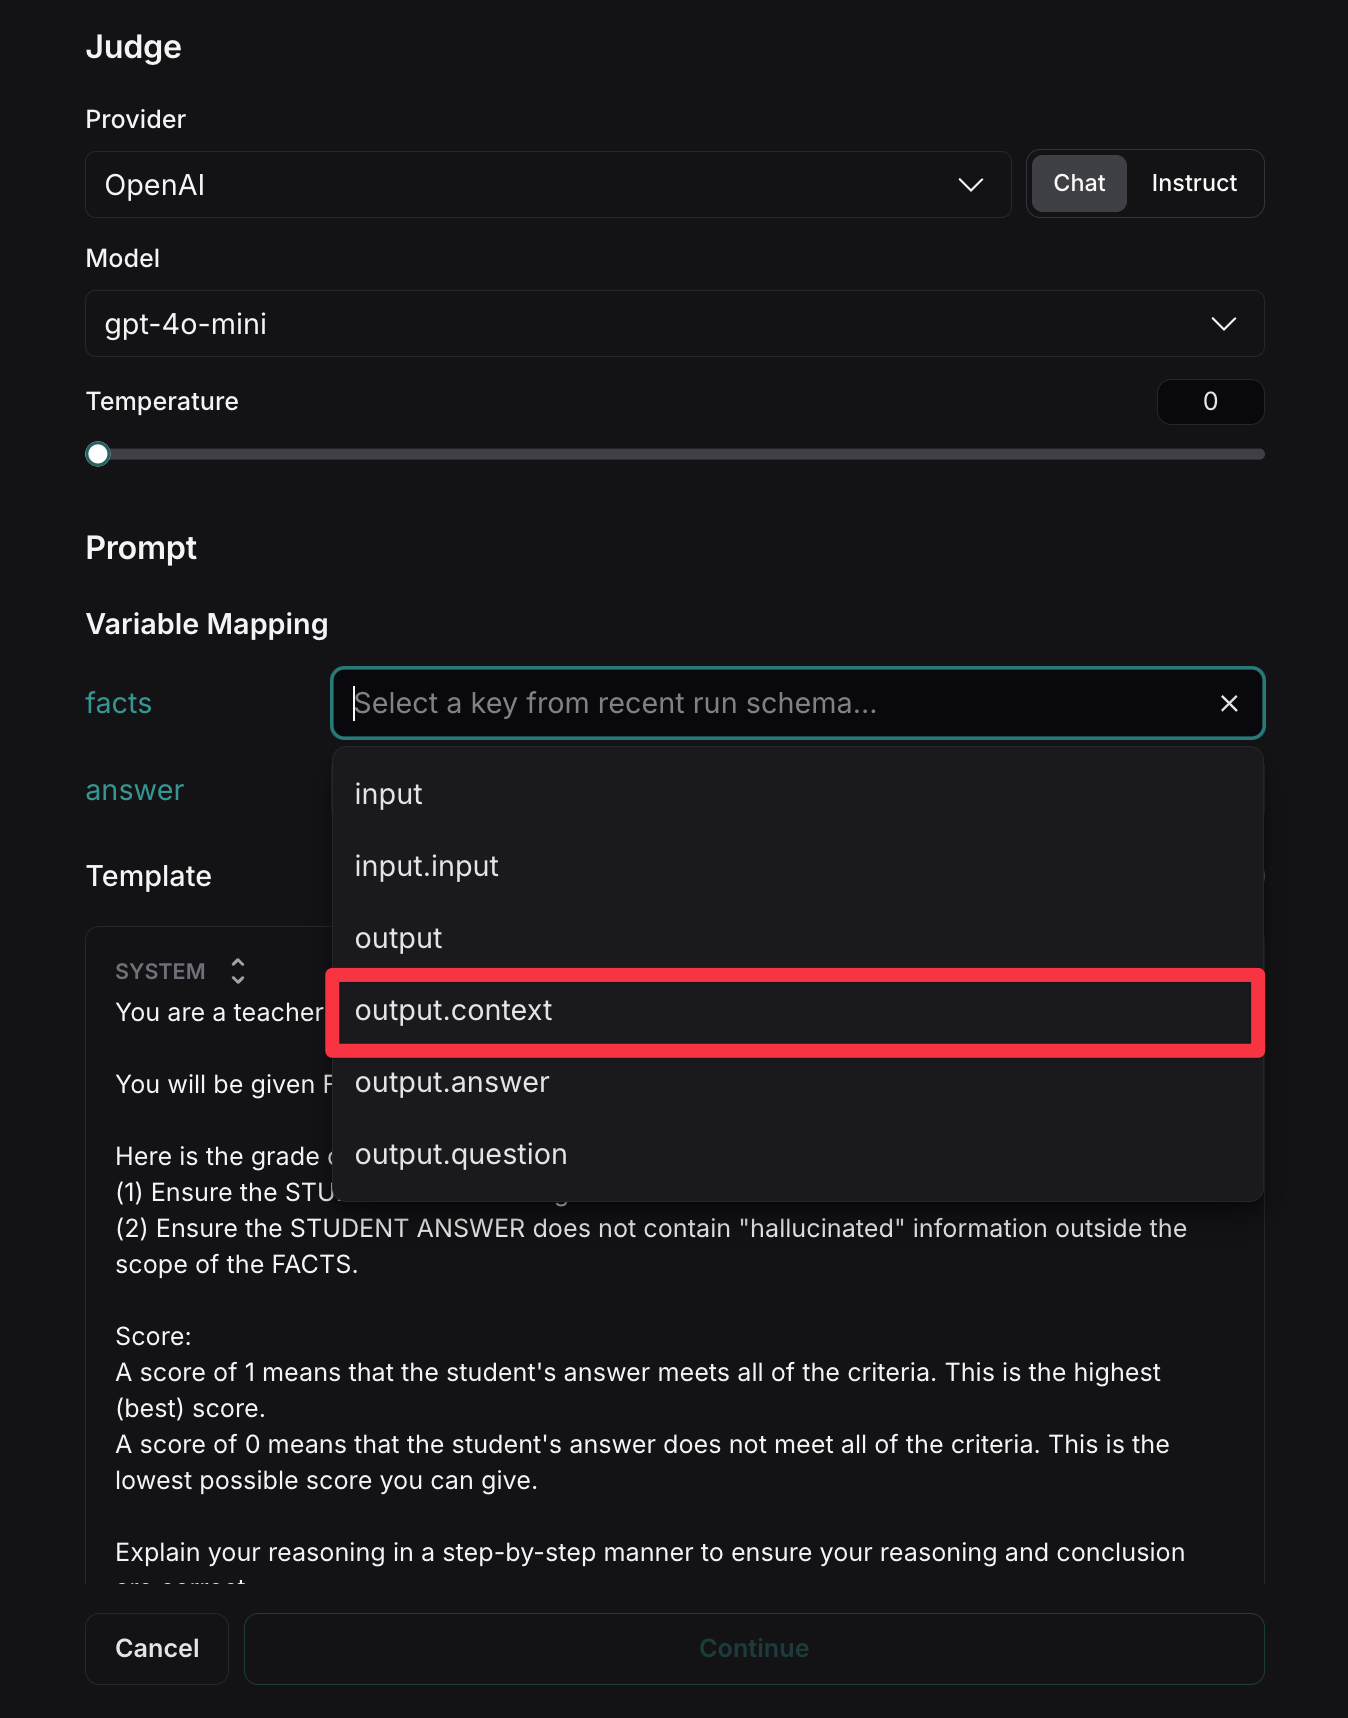 Judge
Provider
OpenAI
Chat
Instruct
Model
gpt-4o-mini
Temperature
0
Prompt
Variable Mapping
facts
Select a key from recent run schema...
answer
input
input.input
output
output.context
output.answer
output.question
Template
SYSTEM
You are a teacher
You will be given
Here is the grade
(1) Ensure the
(2) Ensure the STUDENT ANSWER does not contain "hallucinated" information outside the
scope of the FACTS.
Score:
A score of 1 means that the student's answer meets all of the criteria. This is the highest
(best) score.
A score of 0 means that the student's answer does not meet all of the criteria. This is the
lowest possible score you can give.
Explain your reasoning in a step-by-step manner to ensure your reasoning and conclusion
are correct
Cancel
Continue